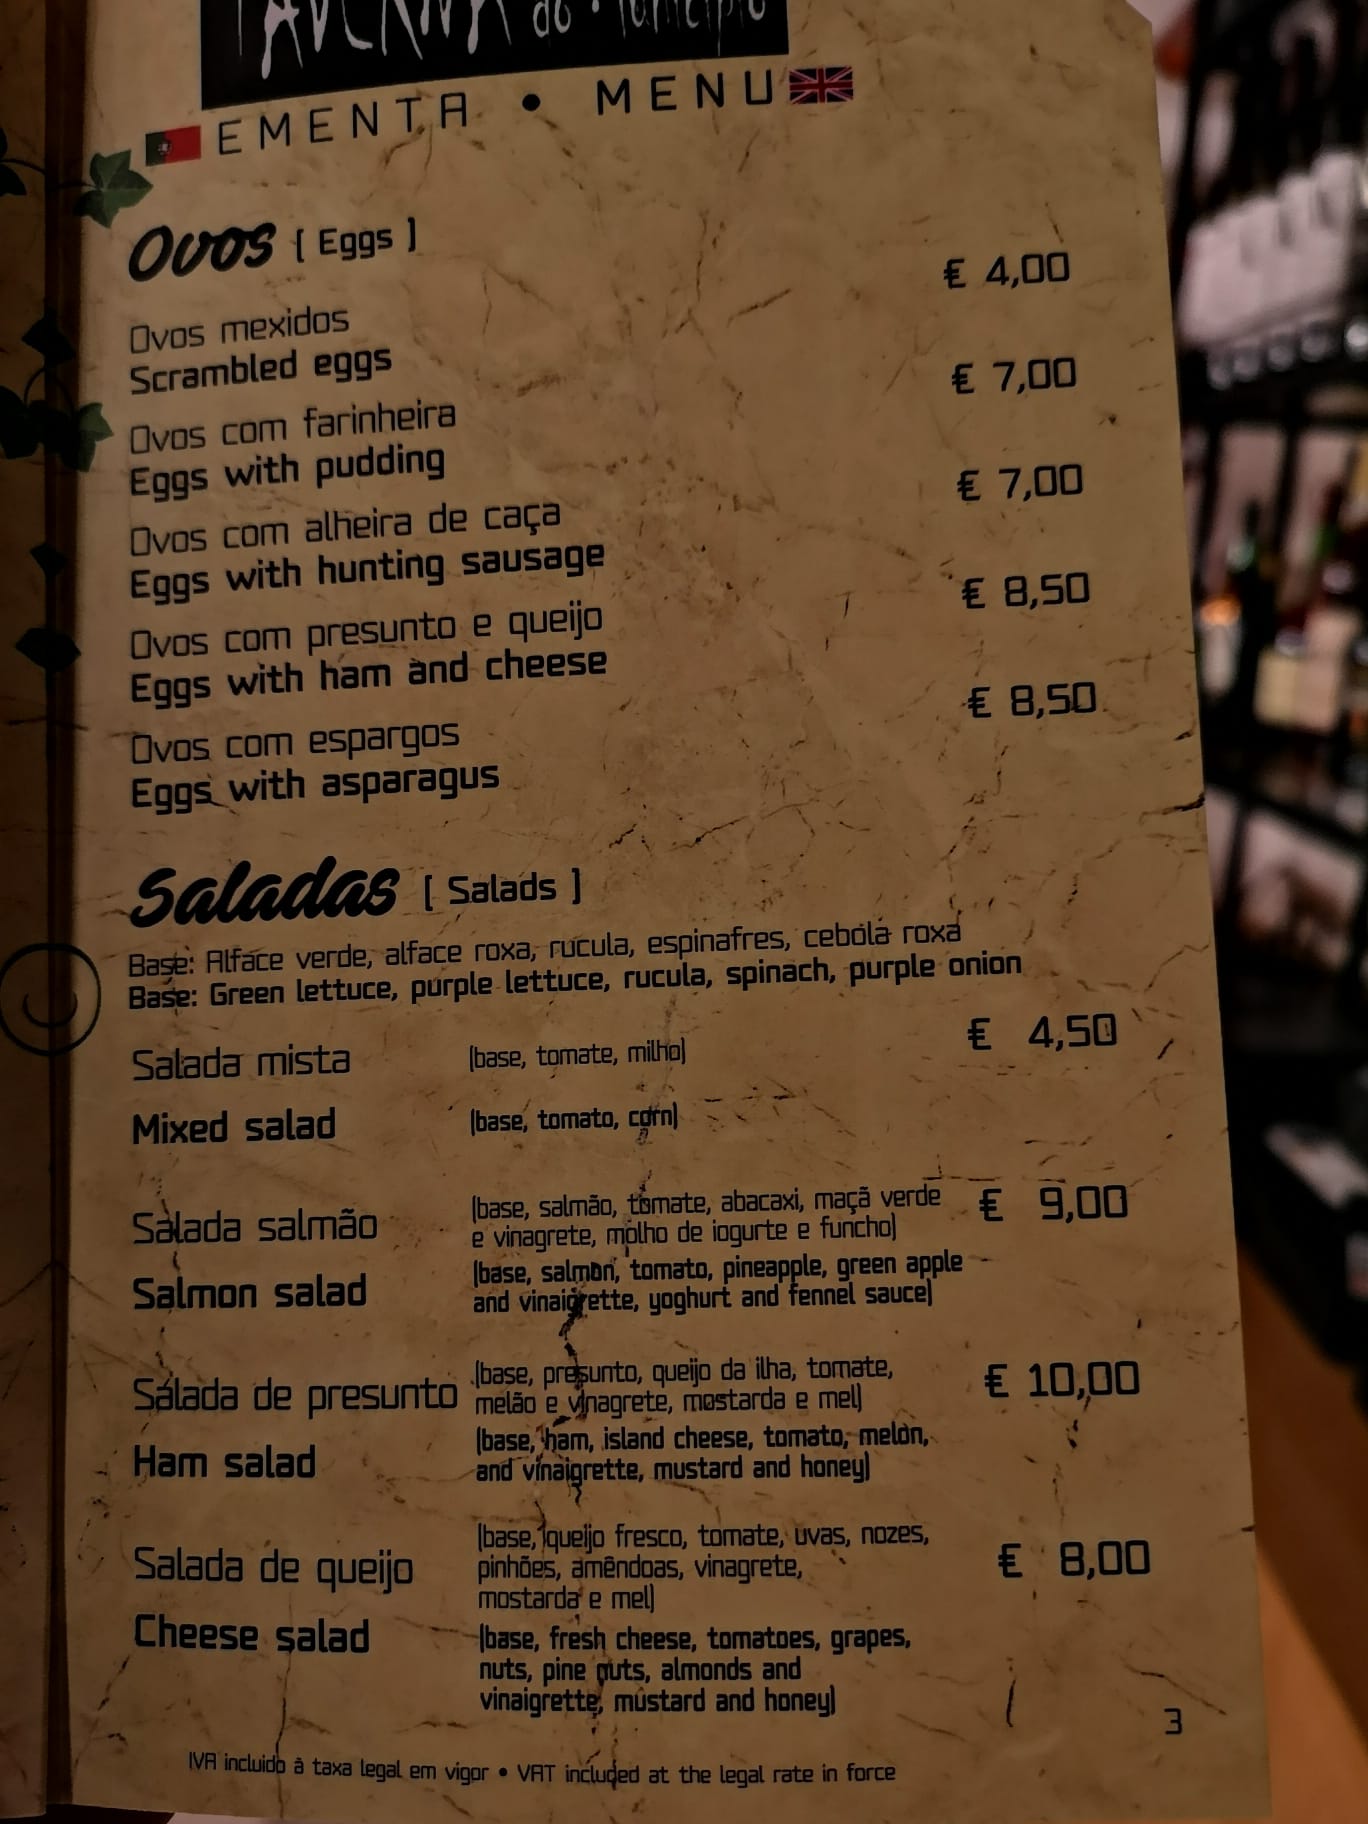 TAVERNA do Município
EMENTA • MENU
Ovos [ Eggs ]
Ovos mexidos € 4,00
Scrambled eggs
Ovos com farinheira € 7,00
Eggs with pudding
Ovos com alheira de caça € 7,00
Eggs with hunting sausage
Ovos com presunto e queijo € 8,50
Eggs with ham and cheese
Ovos com espargos € 8,50
Eggs with asparagus
Saladas [ Salads ]
Base: Alface verde, alface roxa, rucula, espinafres, cebola roxa
Base: Green lettuce, purple lettuce, rucula, spinach, purple onion
Salada mista (base, tomate, milho) € 4,50
Mixed salad (base, tomato, corn)
Salada salmão (base, salmão, tomate, abacaxi, maçã verde € 9,00
e vinagrete, molho de iogurte e funcho)
Salmon salad (base, salmon, tomato, pineapple, green apple
and vinaigrette, yoghurt and fennel sauce)
Salada de presunto (base, presunto, queijo da ilha, tomate, € 10,00
melão e vinagrete, mostarda e mel)
Ham salad (base, ham, island cheese, tomato, melon,
and vinaigrette, mustard and honey)
Salada de queijo (base, queijo fresco, tomate, uvas, nozes, € 8,00
pinhões, amêndoas, vinagrete,
mostarda e mel)
Cheese salad (base, fresh cheese, tomatoes, grapes,
nuts, pine nuts, almonds and
vinaigrette, mustard and honey)
3
IVA incluido à taxa legal em vigor • VAT included at the legal rate in force